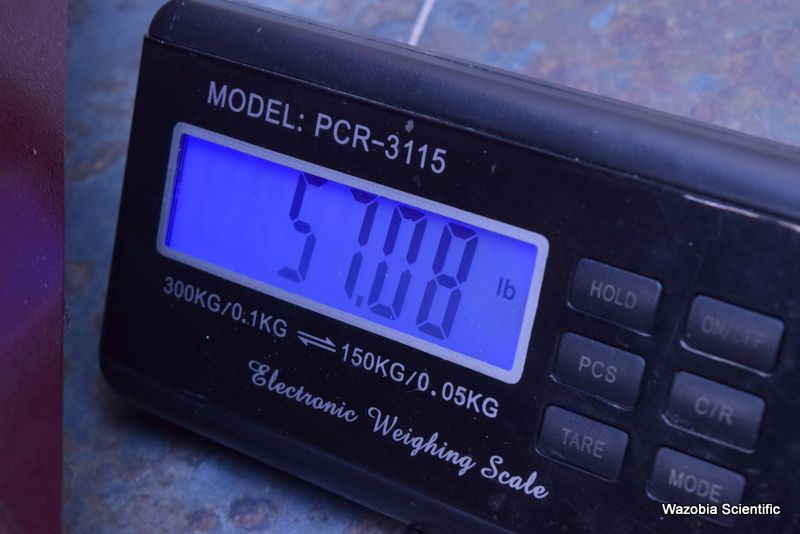 MODEL: PCR-3115
57.08 lb
300KG/0.1KG ⇌ 150KG/0.05KG
Electronic Weighing Scale
HOLD
ON/OFF
PCS
C/R
TARE
MODE
Wazobia Scientific